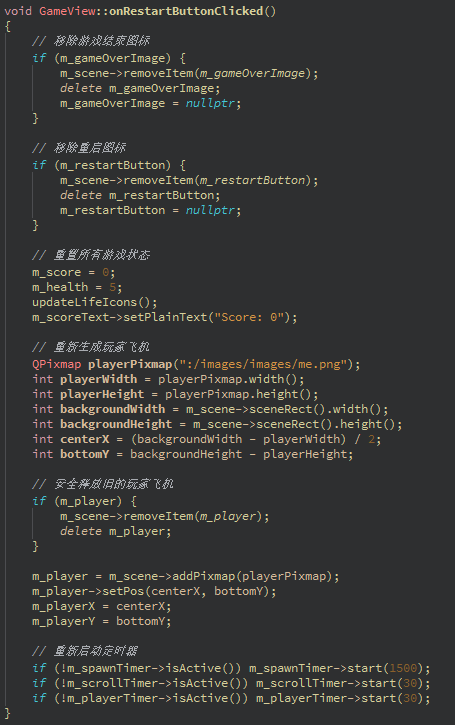 void GameView::onRestartButtonClicked()
{
    // 移除游戏结束图标
    if (m_gameOverImage) {
        m_scene->removeItem(m_gameOverImage);
        delete m_gameOverImage;
        m_gameOverImage = nullptr;
    }

    // 移除重启图标
    if (m_restartButton) {
        m_scene->removeItem(m_restartButton);
        delete m_restartButton;
        m_restartButton = nullptr;
    }

    // 重置所有游戏状态
    m_score = 0;
    m_health = 5;
    updateLifeIcons();
    m_scoreText->setPlainText("Score: 0");

    // 重新生成玩家飞机
    QPixmap playerPixmap(":/images/images/me.png");
    int playerWidth = playerPixmap.width();
    int playerHeight = playerPixmap.height();
    int backgroundWidth = m_scene->sceneRect().width();
    int backgroundHeight = m_scene->sceneRect().height();
    int centerX = (backgroundWidth - playerWidth) / 2;
    int bottomY = backgroundHeight - playerHeight;

    // 安全释放旧的玩家飞机
    if (m_player) {
        m_scene->removeItem(m_player);
        delete m_player;
    }

    m_player = m_scene->addPixmap(playerPixmap);
    m_player->setPos(centerX, bottomY);
    m_playerX = centerX;
    m_playerY = bottomY;

    // 重新启动定时器
    if (!m_spawnTimer->isActive()) m_spawnTimer->start(1500);
    if (!m_scrollTimer->isActive()) m_scrollTimer->start(30);
    if (!m_playerTimer->isActive()) m_playerTimer->start(30);
}